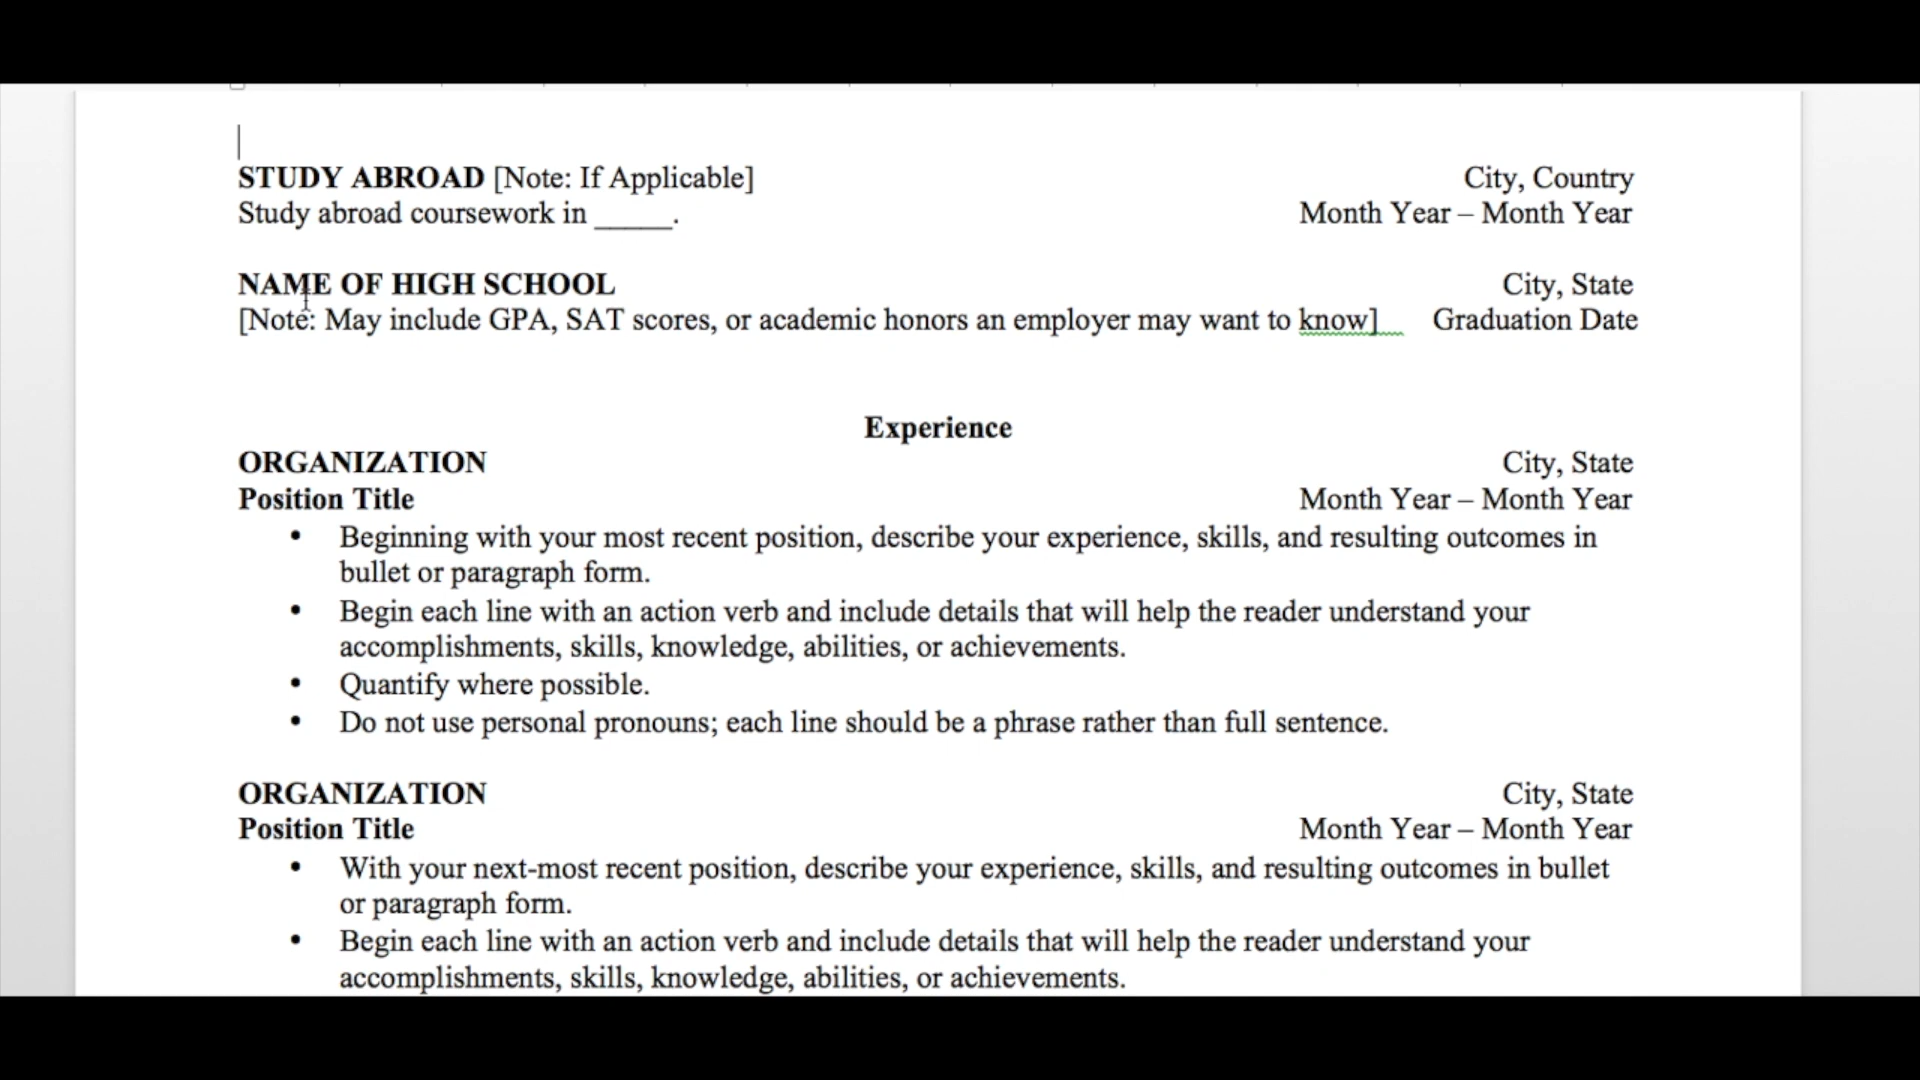 STUDY ABROAD [Note: If Applicable] City, Country
Study abroad coursework in _____. Month Year – Month Year
NAME OF HIGH SCHOOL City, State
[Note: May include GPA, SAT scores, or academic honors an employer may want to know] Graduation Date
Experience
ORGANIZATION City, State
Position Title Month Year – Month Year
• Beginning with your most recent position, describe your experience, skills, and resulting outcomes in
bullet or paragraph form.
• Begin each line with an action verb and include details that will help the reader understand your
accomplishments, skills, knowledge, abilities, or achievements.
• Quantify where possible.
• Do not use personal pronouns; each line should be a phrase rather than full sentence.
ORGANIZATION City, State
Position Title Month Year – Month Year
• With your next-most recent position, describe your experience, skills, and resulting outcomes in bullet
or paragraph form.
• Begin each line with an action verb and include details that will help the reader understand your
accomplishments, skills, knowledge, abilities, or achievements.